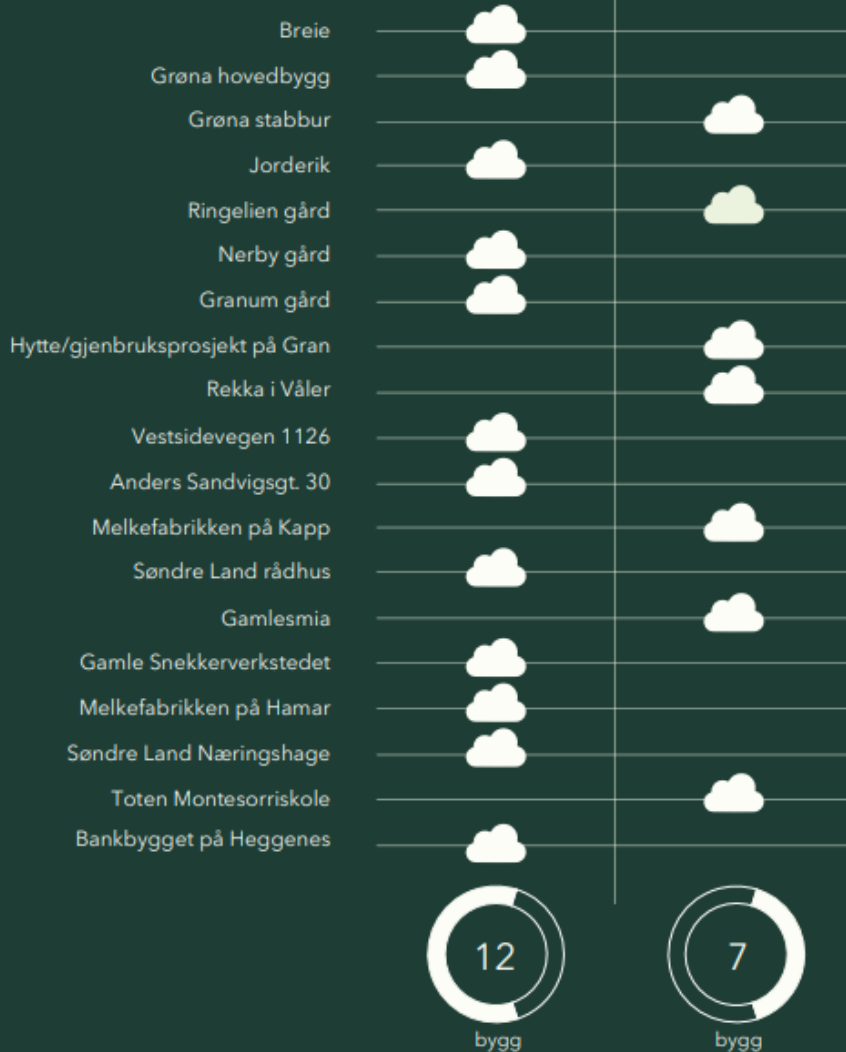 Breie
Grøna hovedbygg
Grøna stabbur
Jorderik
Ringelien gård
Nerby gård
Granum gård
Hytte/gjenbruksprosjekt på Gran
Rekka i Våler
Vestsidevegen 1126
Anders Sandvigsgt. 30
Melkefabrikken på Kapp
Søndre Land rådhus
Gamlesmia
Gamle Snekkerverkstedet
Melkefabrikken på Hamar
Søndre Land Næringshage
Toten Montesorriskole
Bankbygget på Heggenes
12 7
bygg bygg